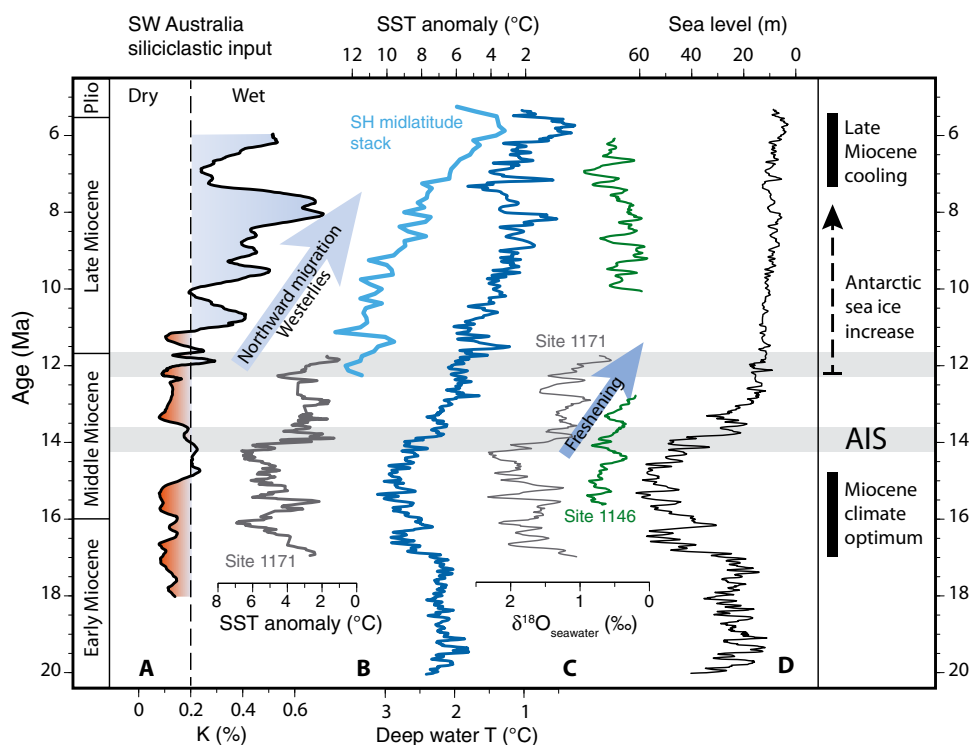 SW Australia
siliciclastic input
SST anomaly (°C)
12 10 8 6 4 2
Sea level (m)
60 40 20 0
Dry
Wet
Plio
Late Miocene
Middle Miocene
Early Miocene
Age (Ma)
6
8
10
12
14
16
18
20
SH midlatitude
stack
Northward migration
Westerlies
Site 1171
Freshening
Site 1146
Site 1171
Late
Miocene
cooling
Antarctic
sea ice
increase
AIS
Miocene
climate
optimum
6
8
10
12
14
16
18
20
8 6 4 2 0
SST anomaly (°C)
2 1 0
δ¹⁸Oseawater (‰)
A
B
C
D
0 0.2 0.4 0.6
K (%)
3 2 1
Deep water T (°C)